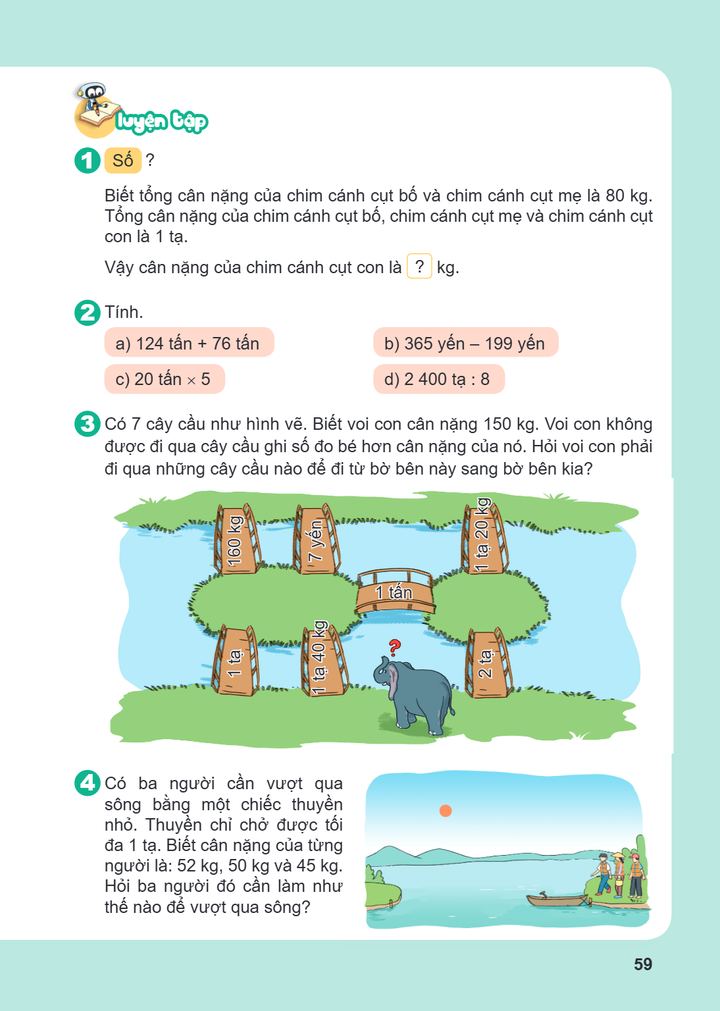 luyện tập
1 Số ?
Biết tổng cân nặng của chim cánh cụt bố và chim cánh cụt mẹ là 80 kg.
Tổng cân nặng của chim cánh cụt bố, chim cánh cụt mẹ và chim cánh cụt
con là 1 tạ.
Vậy cân nặng của chim cánh cụt con là ? kg.
2 Tính.
a) 124 tấn + 76 tấn
b) 365 yến – 199 yến
c) 20 tấn × 5
d) 2 400 tạ : 8
3 Có 7 cây cầu như hình vẽ. Biết voi con cân nặng 150 kg. Voi con không
được đi qua cây cầu ghi số đo bé hơn cân nặng của nó. Hỏi voi con phải
đi qua những cây cầu nào để đi từ bờ bên này sang bờ bên kia?
160 kg
7 yến
1 tạ 20 kg
1 tấn
1 tạ
1 tạ 40 kg
?
2 tạ
4 Có ba người cần vượt qua
sông bằng một chiếc thuyền
nhỏ. Thuyền chỉ chở được tối
đa 1 tạ. Biết cân nặng của từng
người là: 52 kg, 50 kg và 45 kg.
Hỏi ba người đó cần làm như
thế nào để vượt qua sông?
59